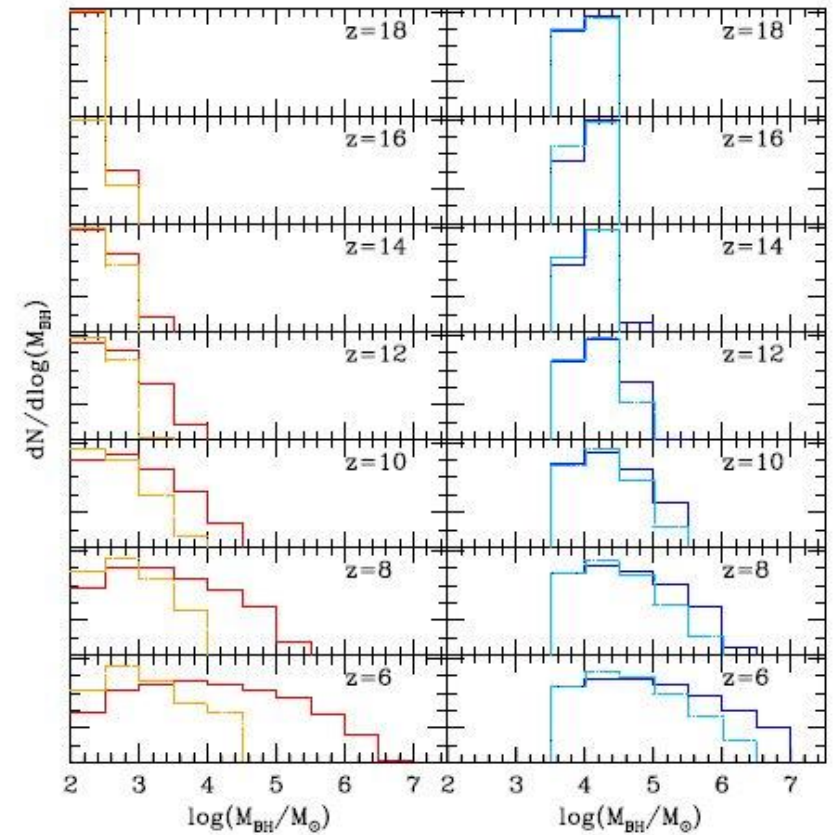 z=18 z=18
z=16 z=16
z=14 z=14
z=12 z=12
z=10 z=10
z=8 z=8
z=6 z=6
dN/dlog(M_BH)
2 3 4 5 6 7 2 3 4 5 6 7
log(M_BH/M_⊙) log(M_BH/M_⊙)